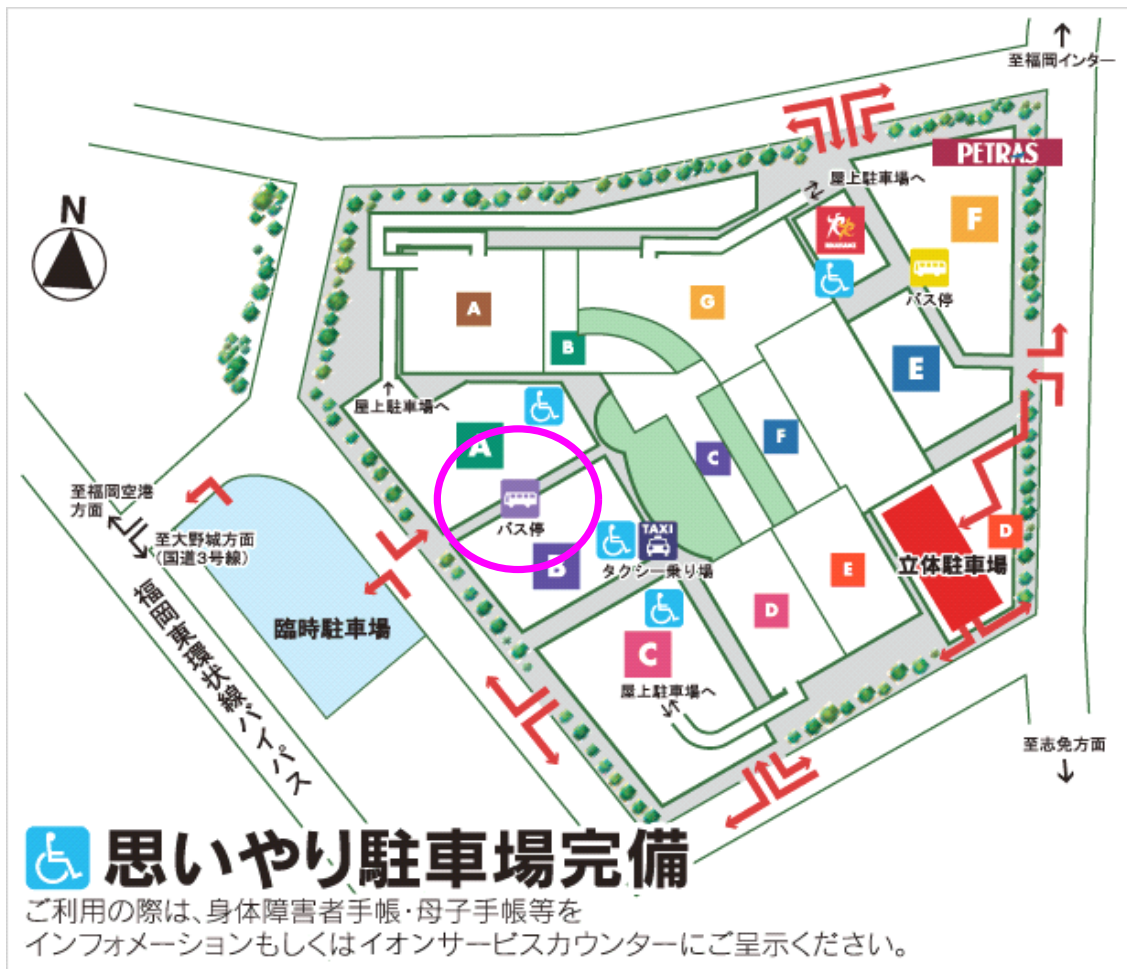 至福岡インター
PETRAS
屋上駐車場へ
N
F
バス停
A
G
B
E
屋上駐車場へ
A
F
C
至福岡空港
方面
至大野城方面
(国道3号線)
バス停
B
TAXI
タクシー乗り場
D
立体駐車場
E
D
臨時駐車場
福岡東環状線バイパス
C
屋上駐車場へ
至志免方面
思いやり駐車場完備
ご利用の際は、身体障害者手帳・母子手帳等を
インフォメーションもしくはイオンサービスカウンターにご呈示ください。